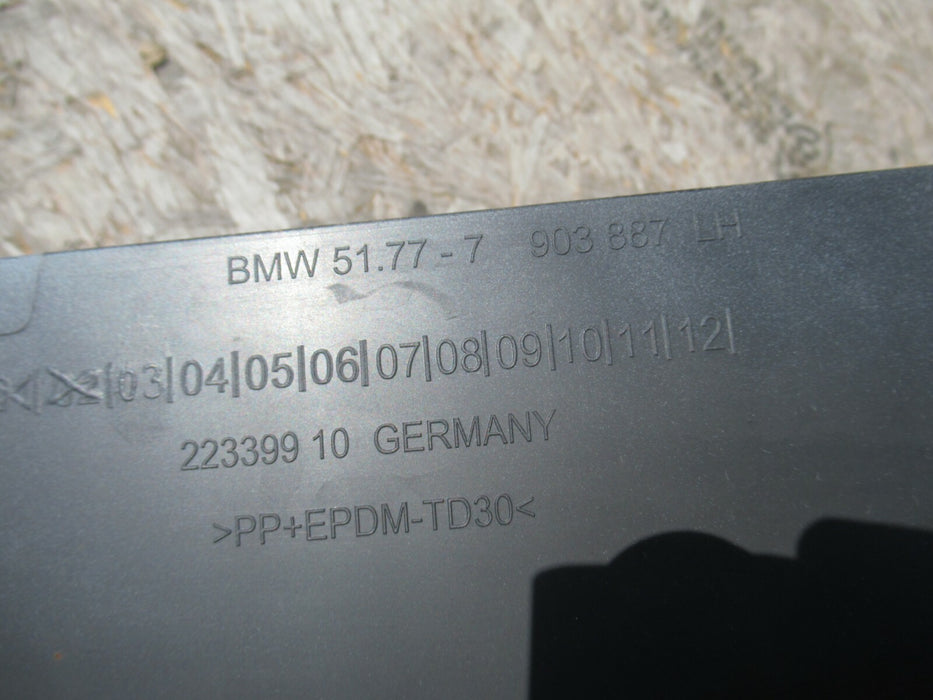 BMW 51.77 - 7 903 887 LH
02|03|04|05|06|07|08|09|10|11|12|
223399 10 GERMANY
>PP+EPDM-TD30<